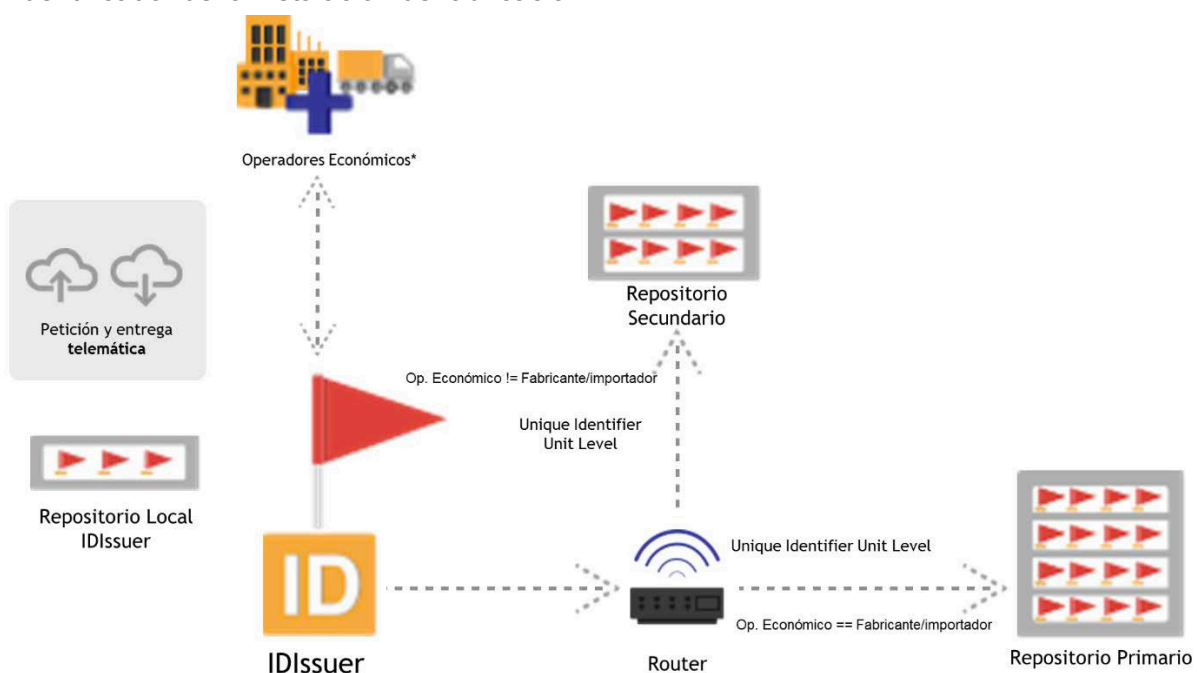 Operadores Económicos*
Petición y entrega
telemática
Repositorio
Secundario
Op. Económico != Fabricante/importador
Unique Identifier
Unit Level
Repositorio Local
IDIssuer
ID
IDIssuer
Unique Identifier Unit Level
Op. Económico == Fabricante/importador
Router
Repositorio Primario